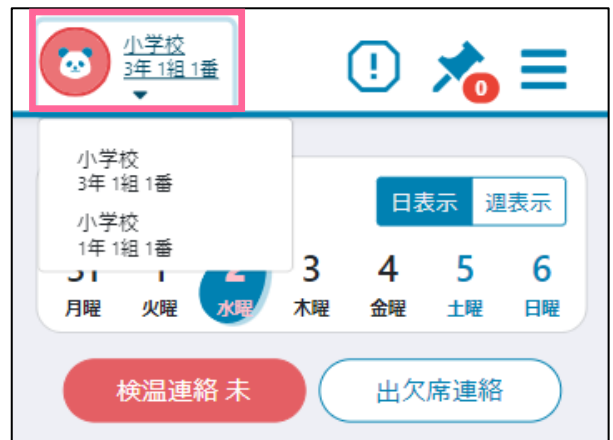 小学校
3年 1組 1番
0
小学校
3年 1組 1番
小学校
1年 1組 1番
日表示 週表示
31 1 2 3 4 5 6
月曜 火曜 水曜 木曜 金曜 土曜 日曜
検温連絡 未 出欠席連絡